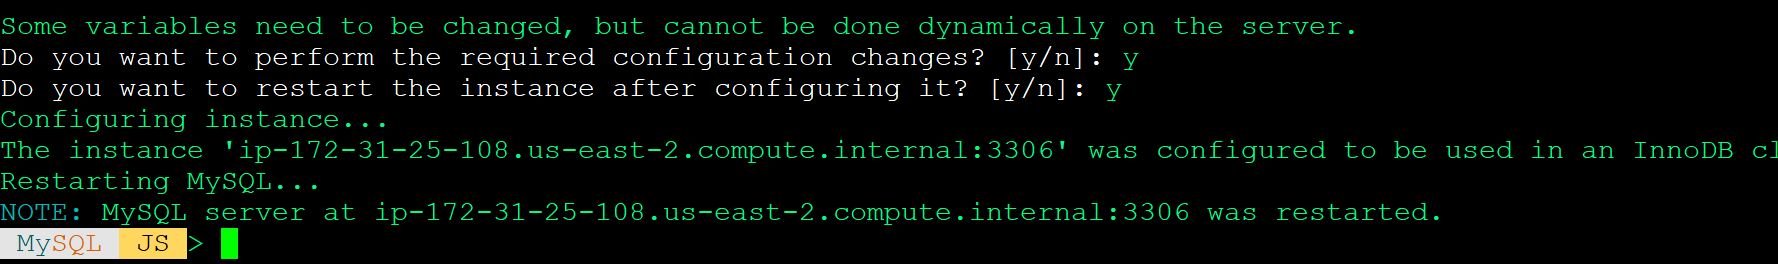 Some variables need to be changed, but cannot be done dynamically on the server.
Do you want to perform the required configuration changes? [y/n]: y
Do you want to restart the instance after configuring it? [y/n]: y
Configuring instance...
The instance 'ip-172-31-25-108.us-east-2.compute.internal:3306' was configured to be used in an InnoDB cl
Restarting MySQL...
NOTE: MySQL server at ip-172-31-25-108.us-east-2.compute.internal:3306 was restarted.
MySQL JS >